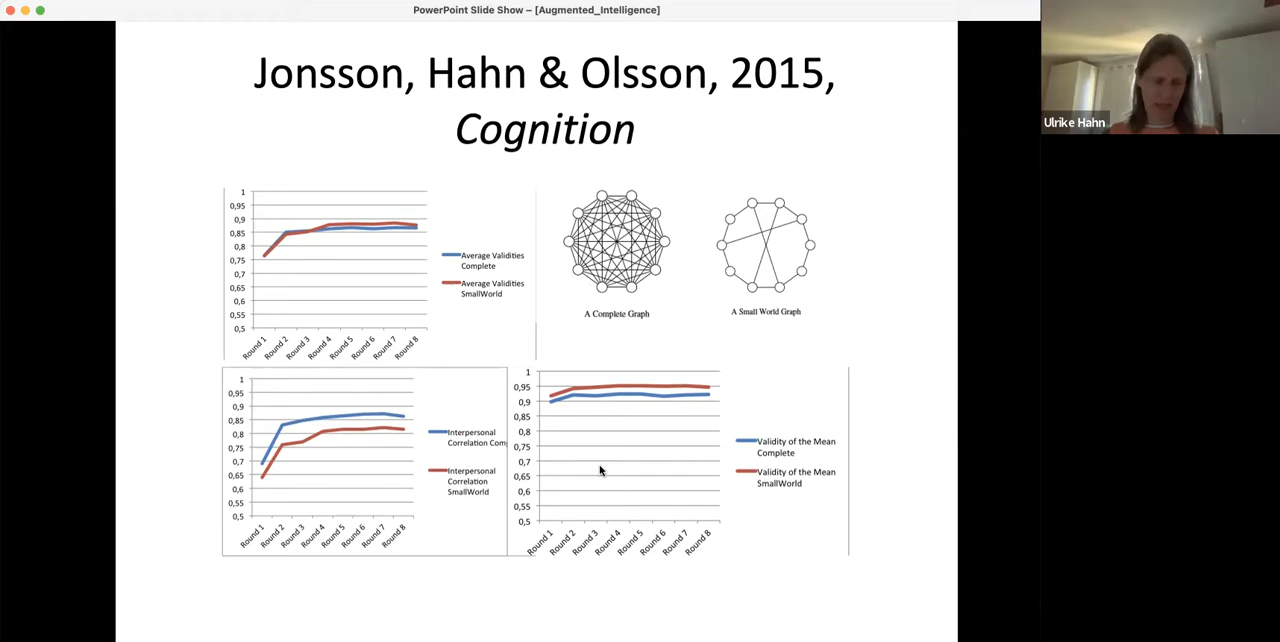 PowerPoint Slide Show – [Augmented_Intelligence]
Ulrike Hahn
Jonsson, Hahn & Olsson, 2015,
Cognition
1
0,95
0,9
0,85
0,8
0,75
0,7
0,65
0,6
0,55
0,5
Round 1
Round 2
Round 3
Round 4
Round 5
Round 6
Round 7
Round 8
Average Validities
Complete
Average Validities
SmallWorld
A Complete Graph
A Small World Graph
1
0,95
0,9
0,85
0,8
0,75
0,7
0,65
0,6
0,55
0,5
Round 1
Round 2
Round 3
Round 4
Round 5
Round 6
Round 7
Round 8
Interpersonal
Correlation Com
Interpersonal
Correlation
SmallWorld
1
0,95
0,9
0,85
0,8
0,75
0,7
0,65
0,6
0,55
0,5
Round 1
Round 2
Round 3
Round 4
Round 5
Round 6
Round 7
Round 8
Validity of the Mean
Complete
Validity of the Mean
SmallWorld